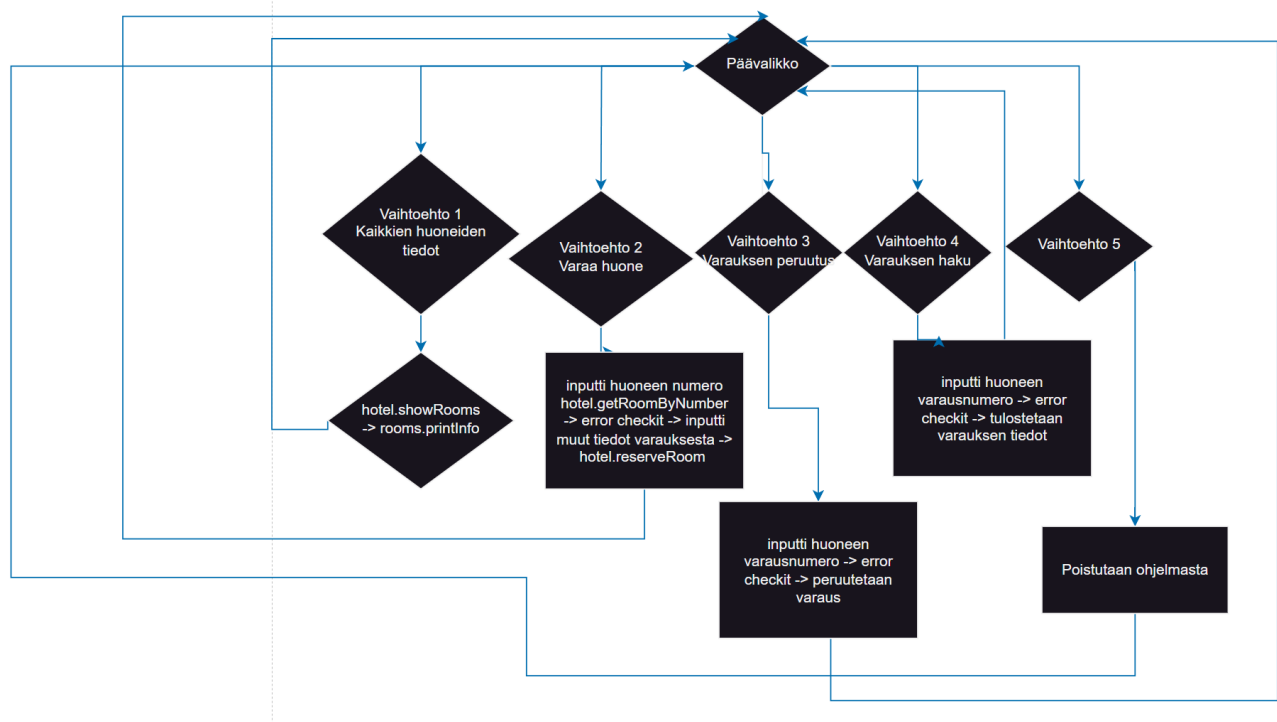 Päävalikko
Vaihtoehto 1
Kaikkien huoneiden
tiedot
Vaihtoehto 2
Varaa huone
Vaihtoehto 3
Varauksen peruutus
Vaihtoehto 4
Varauksen haku
Vaihtoehto 5
hotel.showRooms
-> rooms.printInfo
inputti huoneen numero
hotel.getRoomByNumber
-> error checkit -> inputti
muut tiedot varauksesta ->
hotel.reserveRoom
inputti huoneen
varausnumero -> error
checkit -> tulostetaan
varauksen tiedot
inputti huoneen
varausnumero -> error
checkit -> peruutetaan
varaus
Poistutaan ohjelmasta